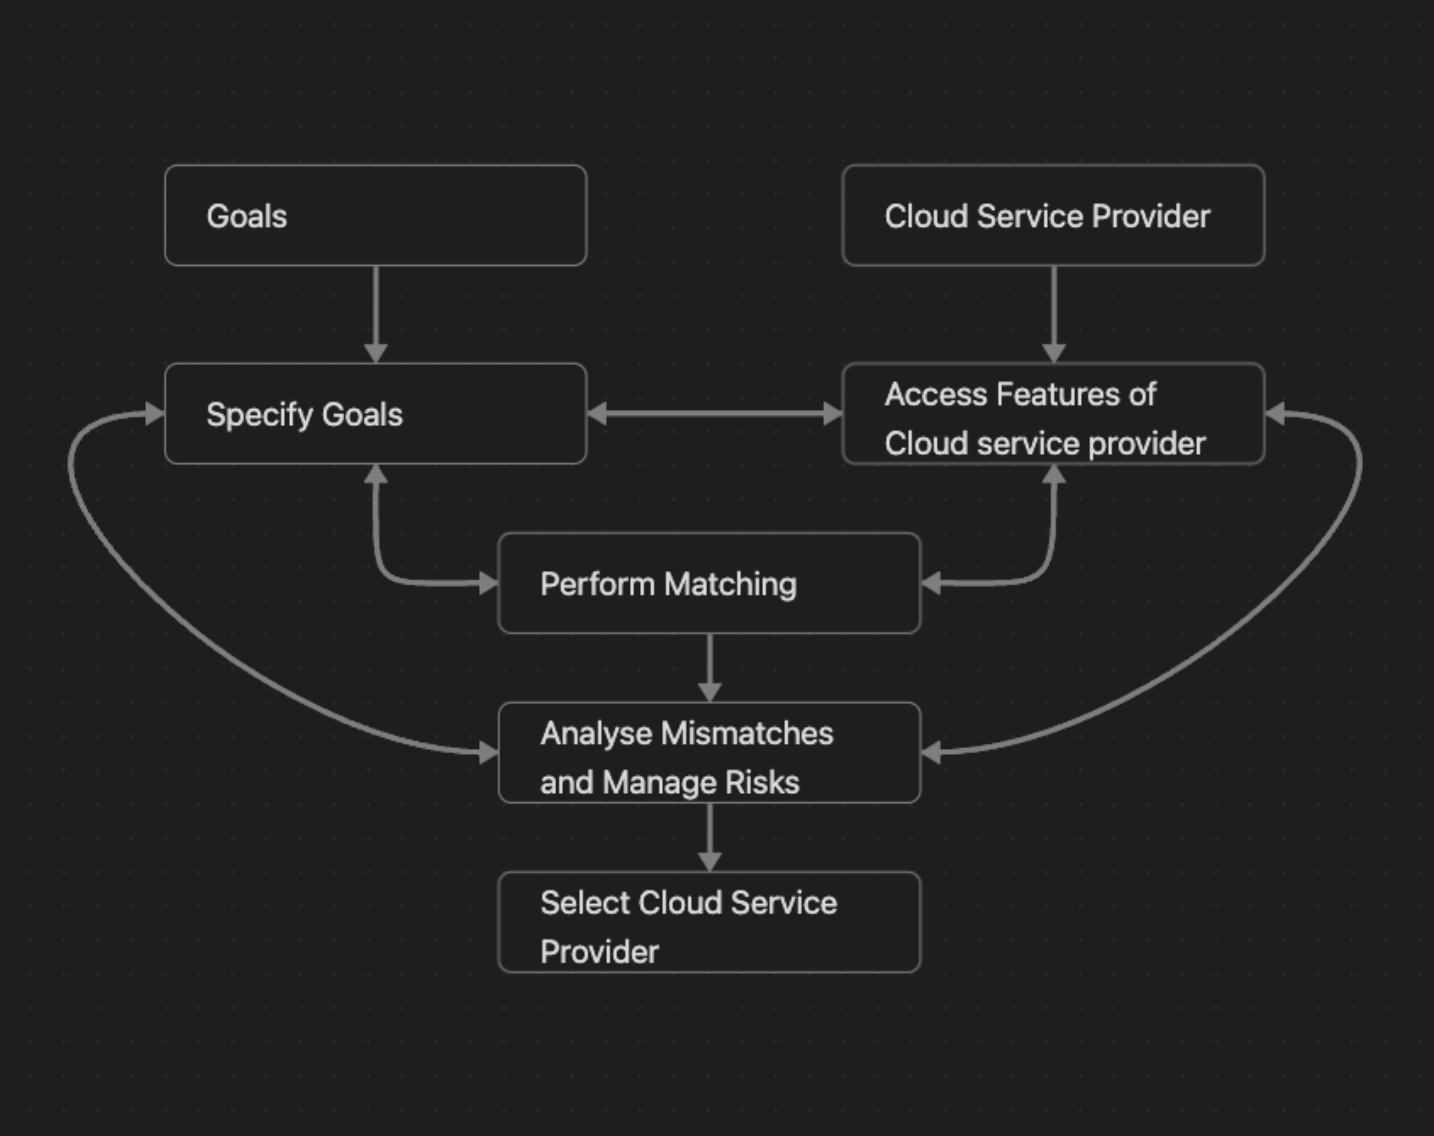 Goals
Cloud Service Provider
Specify Goals
Access Features of
Cloud service provider
Perform Matching
Analyse Mismatches
and Manage Risks
Select Cloud Service
Provider